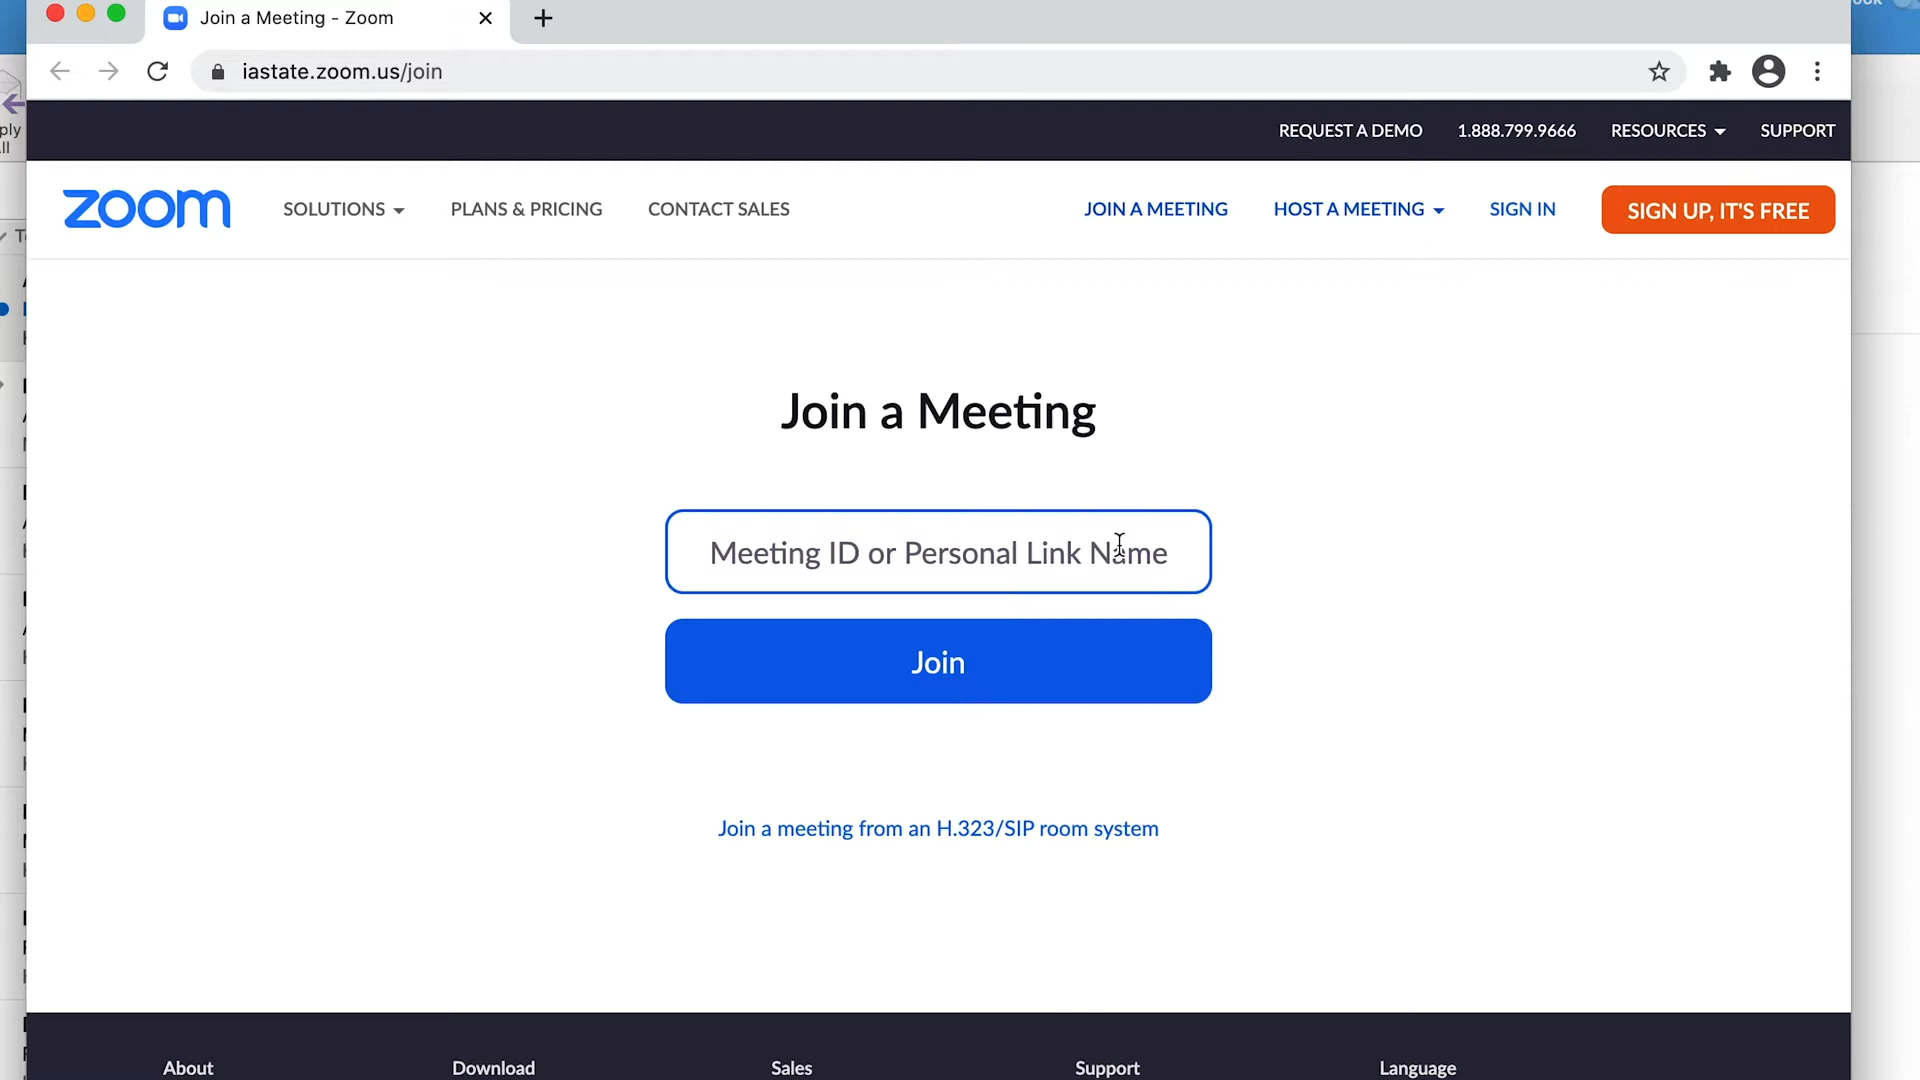 Join a Meeting - Zoom
iastate.zoom.us/join
REQUEST A DEMO 1.888.799.9666 RESOURCES SUPPORT
zoom SOLUTIONS PLANS & PRICING CONTACT SALES JOIN A MEETING HOST A MEETING SIGN IN SIGN UP, IT'S FREE
Join a Meeting
Meeting ID or Personal Link Name
Join
Join a meeting from an H.323/SIP room system
About Download Sales Support Language